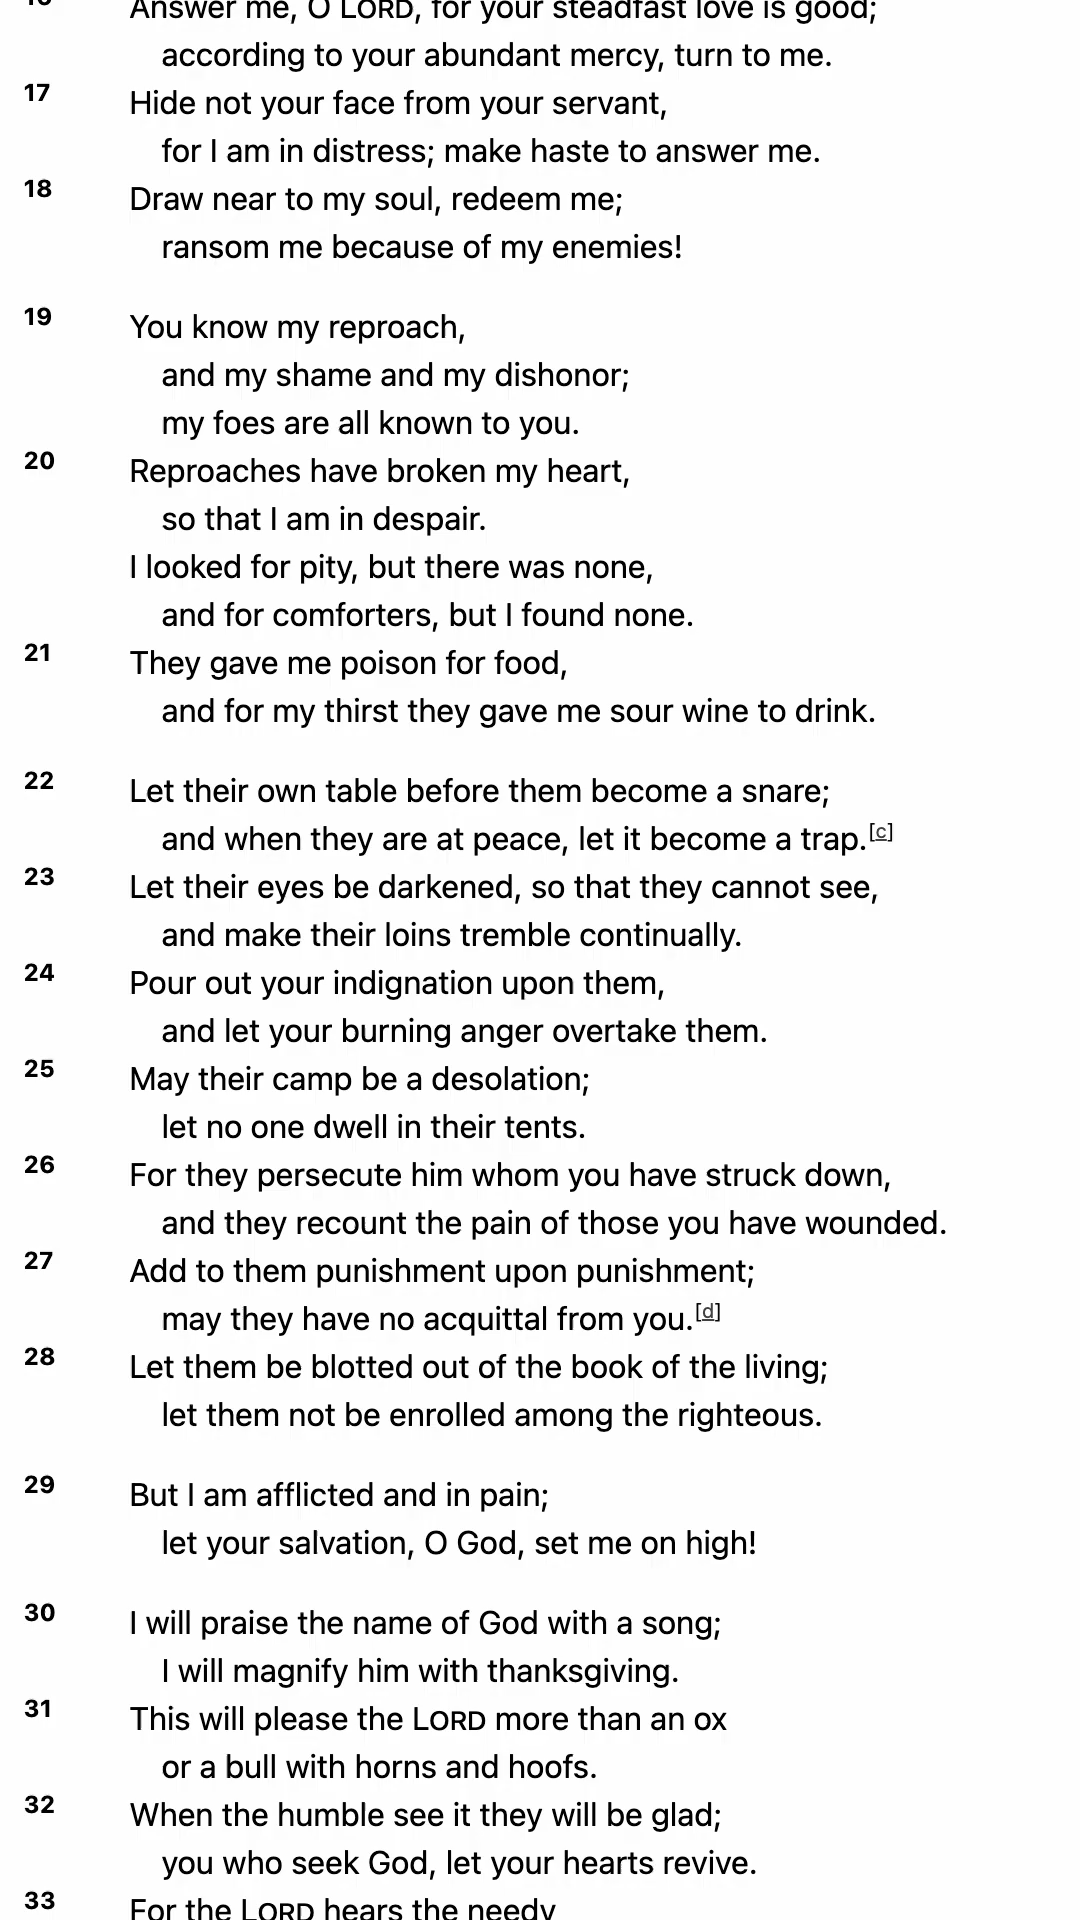 16 Answer me, O LORD, for your steadfast love is good;
according to your abundant mercy, turn to me.
17 Hide not your face from your servant,
for I am in distress; make haste to answer me.
18 Draw near to my soul, redeem me;
ransom me because of my enemies!
19 You know my reproach,
and my shame and my dishonor;
my foes are all known to you.
20 Reproaches have broken my heart,
so that I am in despair.
I looked for pity, but there was none,
and for comforters, but I found none.
21 They gave me poison for food,
and for my thirst they gave me sour wine to drink.
22 Let their own table before them become a snare;
and when they are at peace, let it become a trap.[c]
23 Let their eyes be darkened, so that they cannot see,
and make their loins tremble continually.
24 Pour out your indignation upon them,
and let your burning anger overtake them.
25 May their camp be a desolation;
let no one dwell in their tents.
26 For they persecute him whom you have struck down,
and they recount the pain of those you have wounded.
27 Add to them punishment upon punishment;
may they have no acquittal from you.[d]
28 Let them be blotted out of the book of the living;
let them not be enrolled among the righteous.
29 But I am afflicted and in pain;
let your salvation, O God, set me on high!
30 I will praise the name of God with a song;
I will magnify him with thanksgiving.
31 This will please the LORD more than an ox
or a bull with horns and hoofs.
32 When the humble see it they will be glad;
you who seek God, let your hearts revive.
33 For the LORD hears the needy